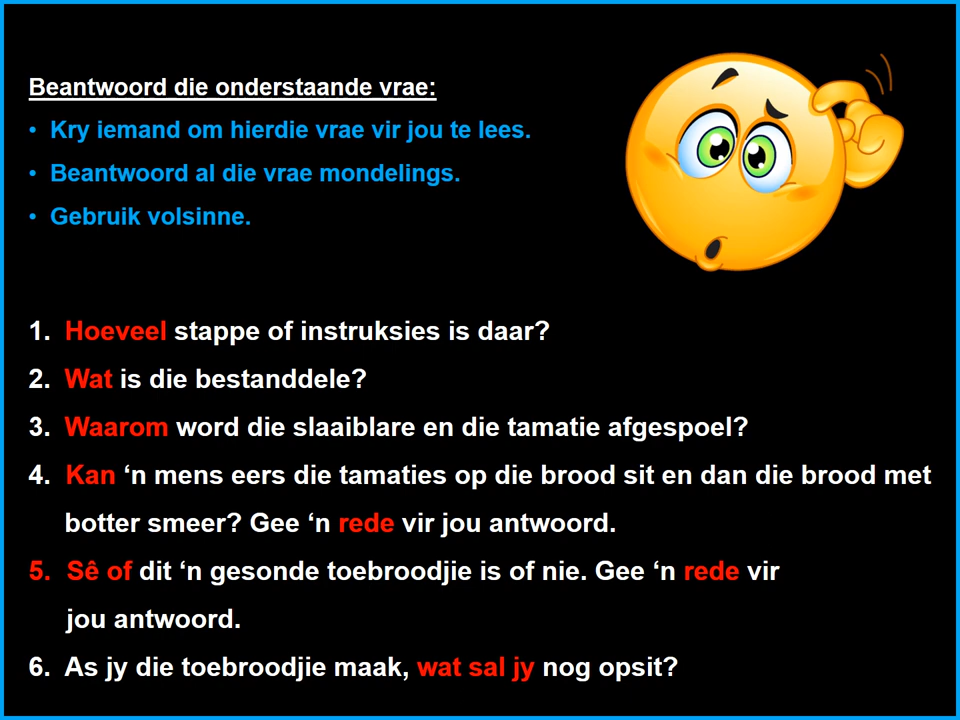 Beantwoord die onderstaande vrae:
• Kry iemand om hierdie vrae vir jou te lees.
• Beantwoord al die vrae mondelings.
• Gebruik volsinne.
1. Hoeveel stappe of instruksies is daar?
2. Wat is die bestanddele?
3. Waarom word die slaaiblare en die tamatie afgespoel?
4. Kan ‘n mens eers die tamaties op die brood sit en dan die brood met
botter smeer? Gee ‘n rede vir jou antwoord.
5. Sê of dit ‘n gesonde toebroodjie is of nie. Gee ‘n rede vir
jou antwoord.
6. As jy die toebroodjie maak, wat sal jy nog opsit?